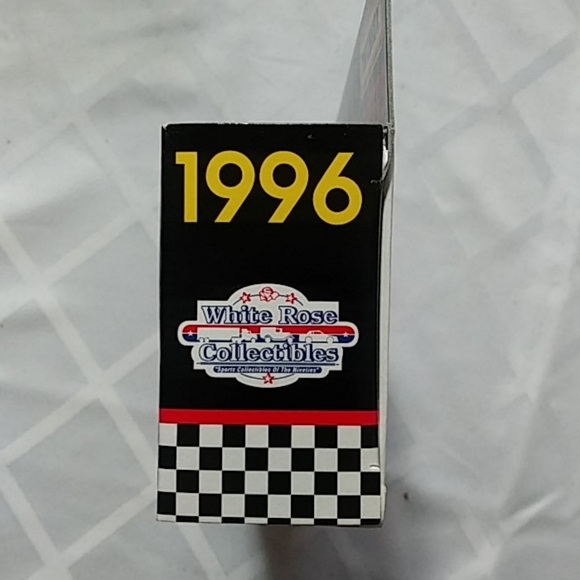 1996
White Rose
Collectibles
"Sports Collectibles Of The Nineties"